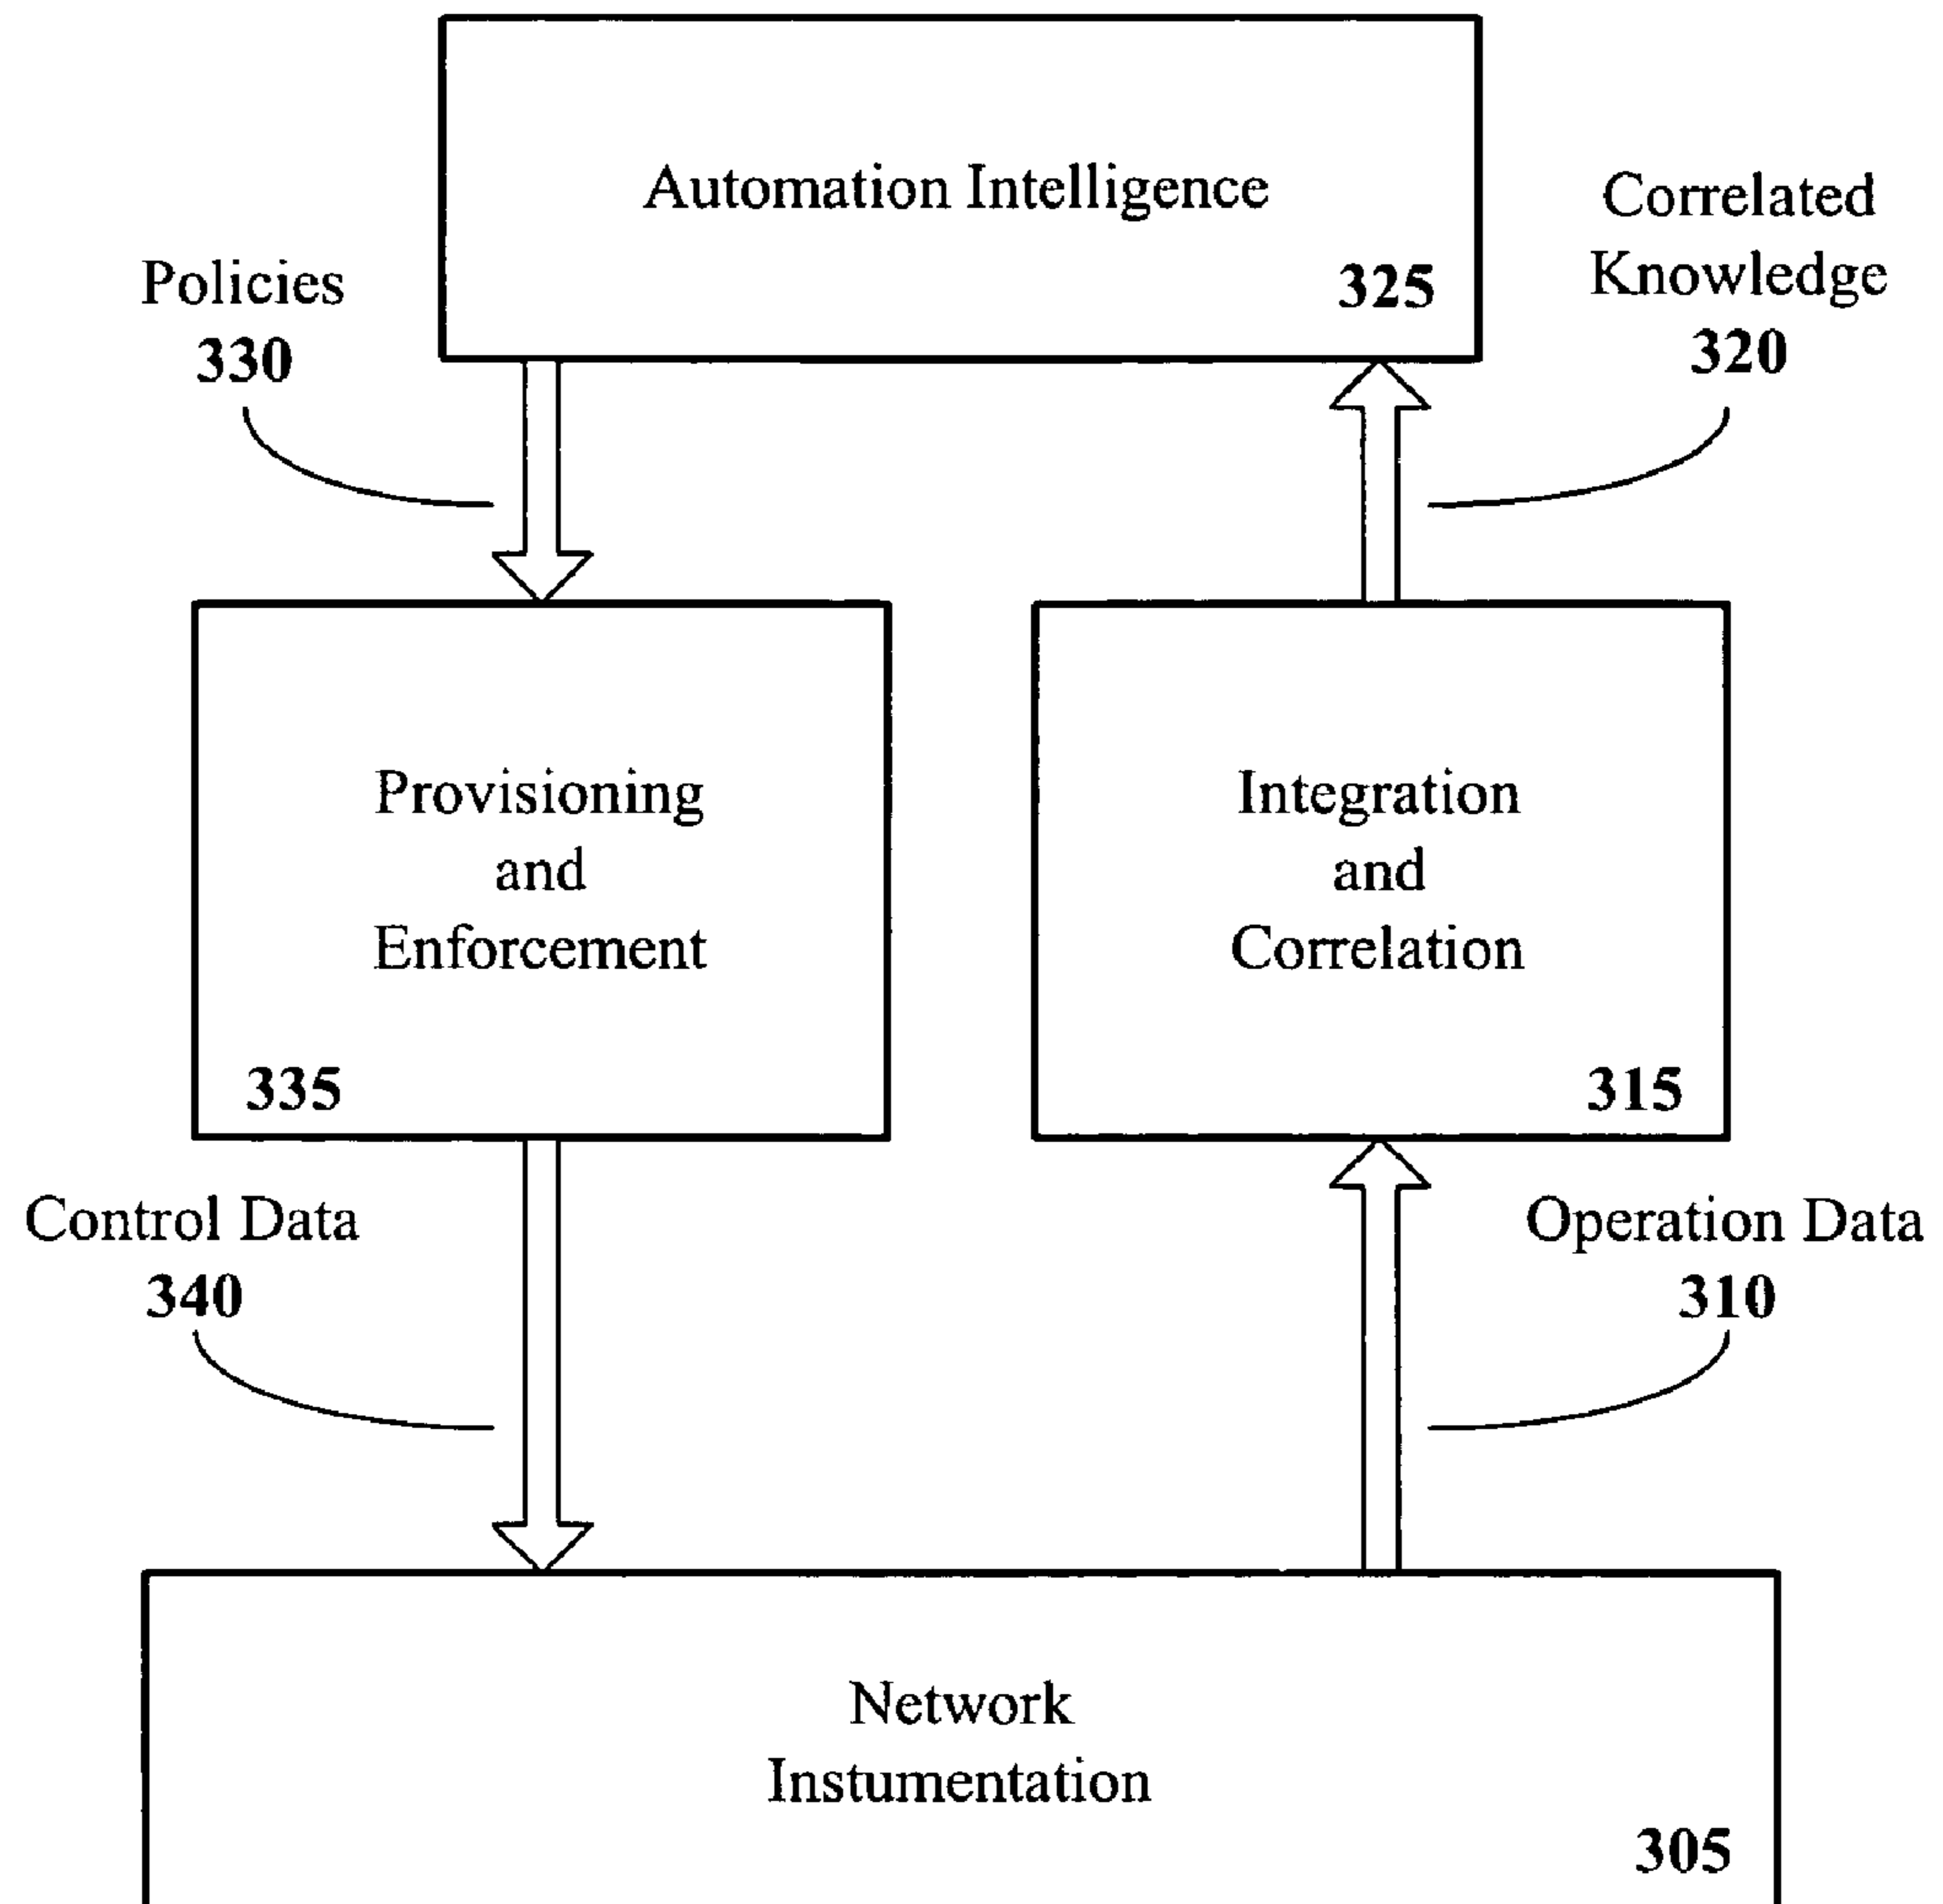 Automation Intelligence
325
Policies
330
Correlated
Knowledge
320
Provisioning
and
Enforcement
335
Integration
and
Correlation
315
Control Data
340
Operation Data
310
Network
Instumentation
305